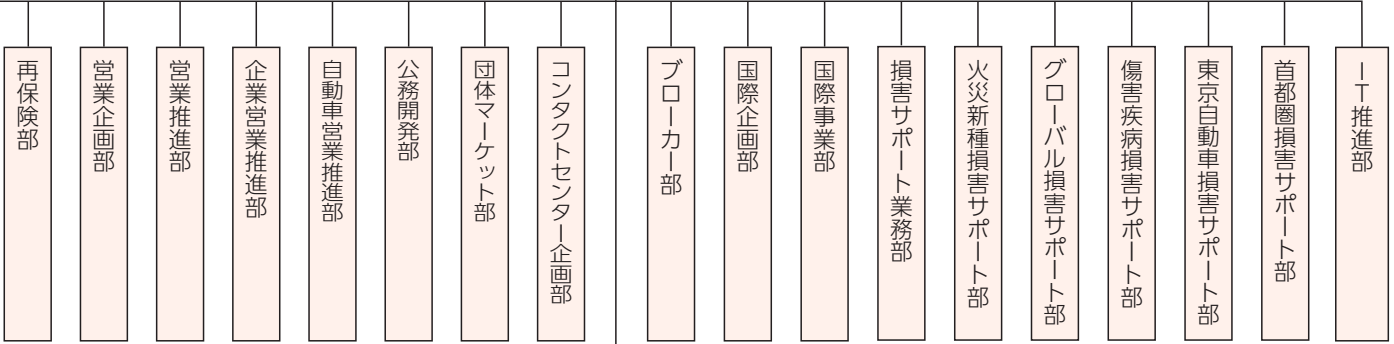 再保険部
営業企画部
営業推進部
企業営業推進部
自動車営業推進部
公務開発部
団体マーケット部
コンタクトセンター企画部
ブローカー部
国際企画部
国際事業部
損害サポート業務部
火災新種損害サポート部
グローバル損害サポート部
傷害疾病損害サポート部
東京自動車損害サポート部
首都圏損害サポート部
IT推進部